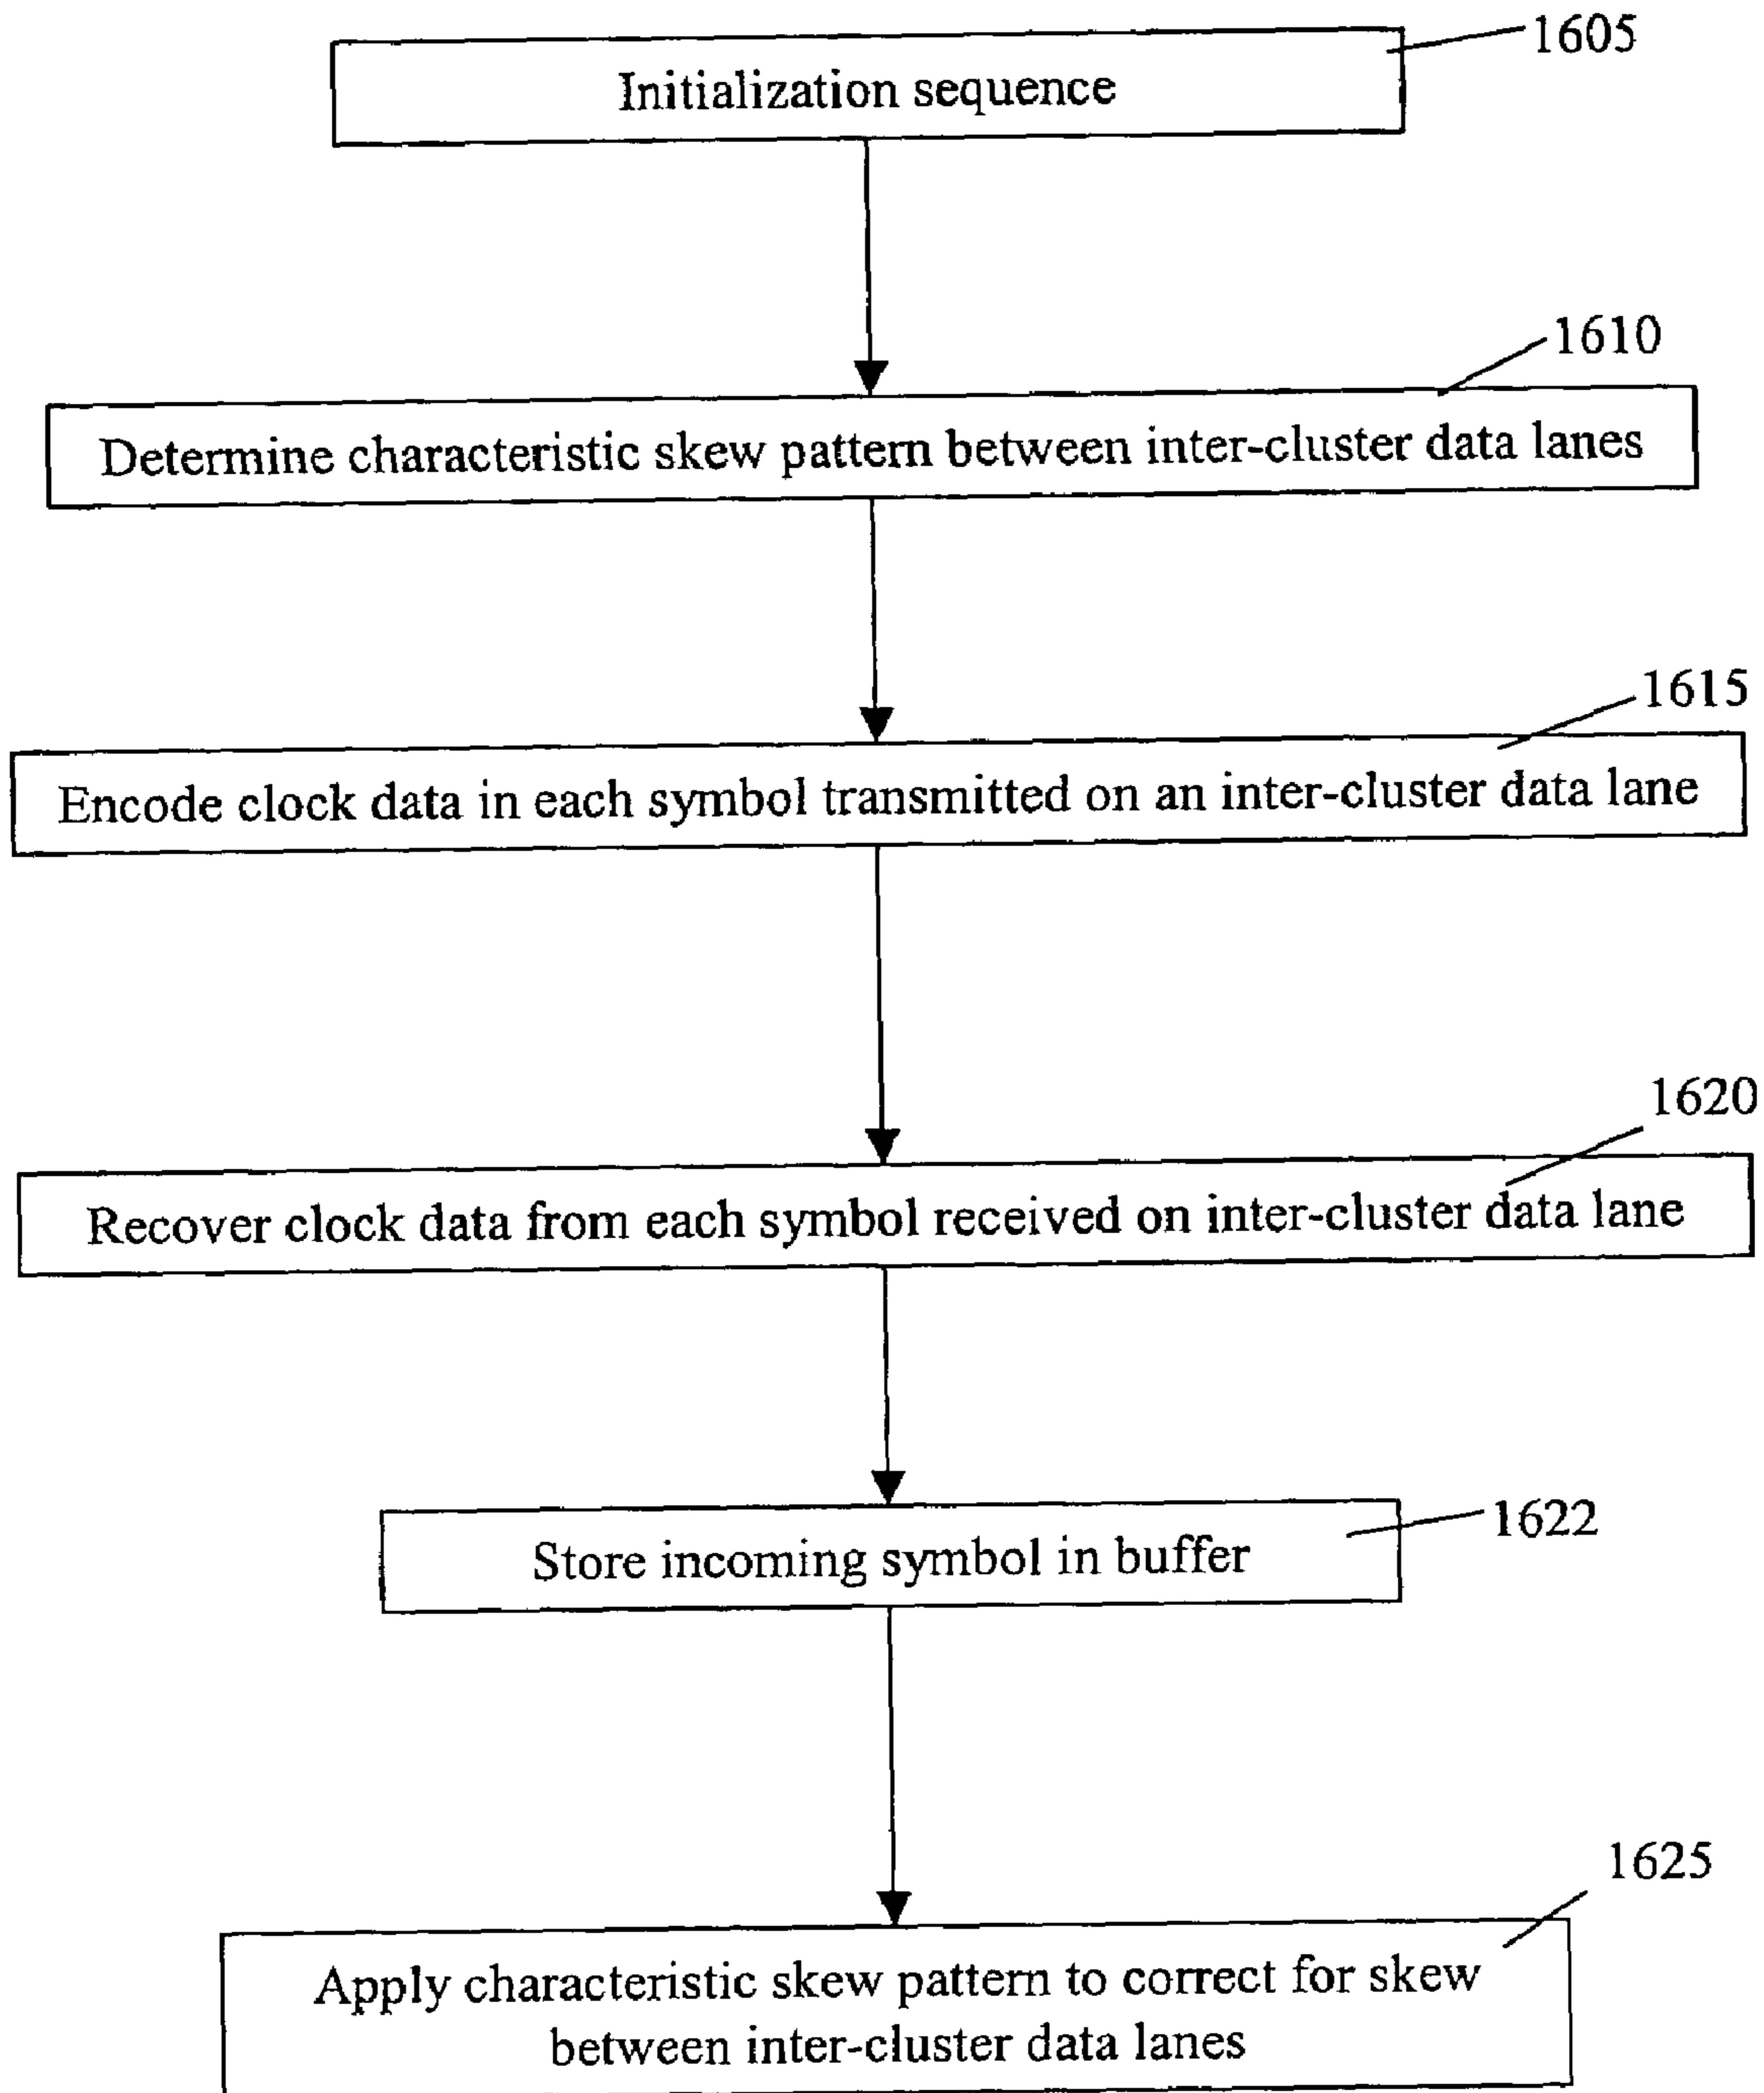 1605
Initialization sequence
1610
Determine characteristic skew pattern between inter-cluster data lanes
1615
Encode clock data in each symbol transmitted on an inter-cluster data lane
1620
Recover clock data from each symbol received on inter-cluster data lane
1622
Store incoming symbol in buffer
1625
Apply characteristic skew pattern to correct for skew
between inter-cluster data lanes